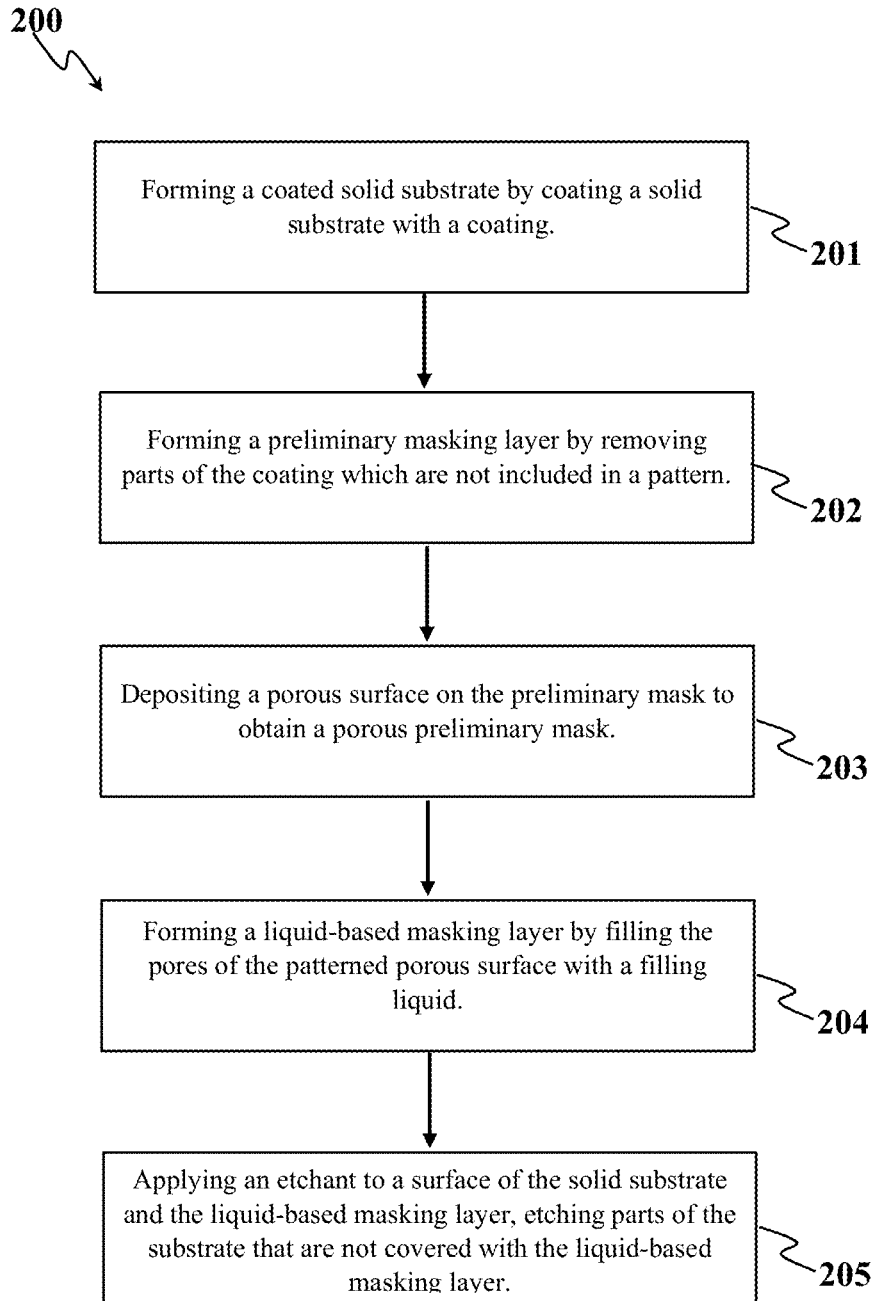 200
Forming a coated solid substrate by coating a solid
substrate with a coating.
201
Forming a preliminary masking layer by removing
parts of the coating which are not included in a pattern.
202
Depositing a porous surface on the preliminary mask to
obtain a porous preliminary mask.
203
Forming a liquid-based masking layer by filling the
pores of the patterned porous surface with a filling
liquid.
204
Applying an etchant to a surface of the solid substrate
and the liquid-based masking layer, etching parts of the
substrate that are not covered with the liquid-based
masking layer.
205